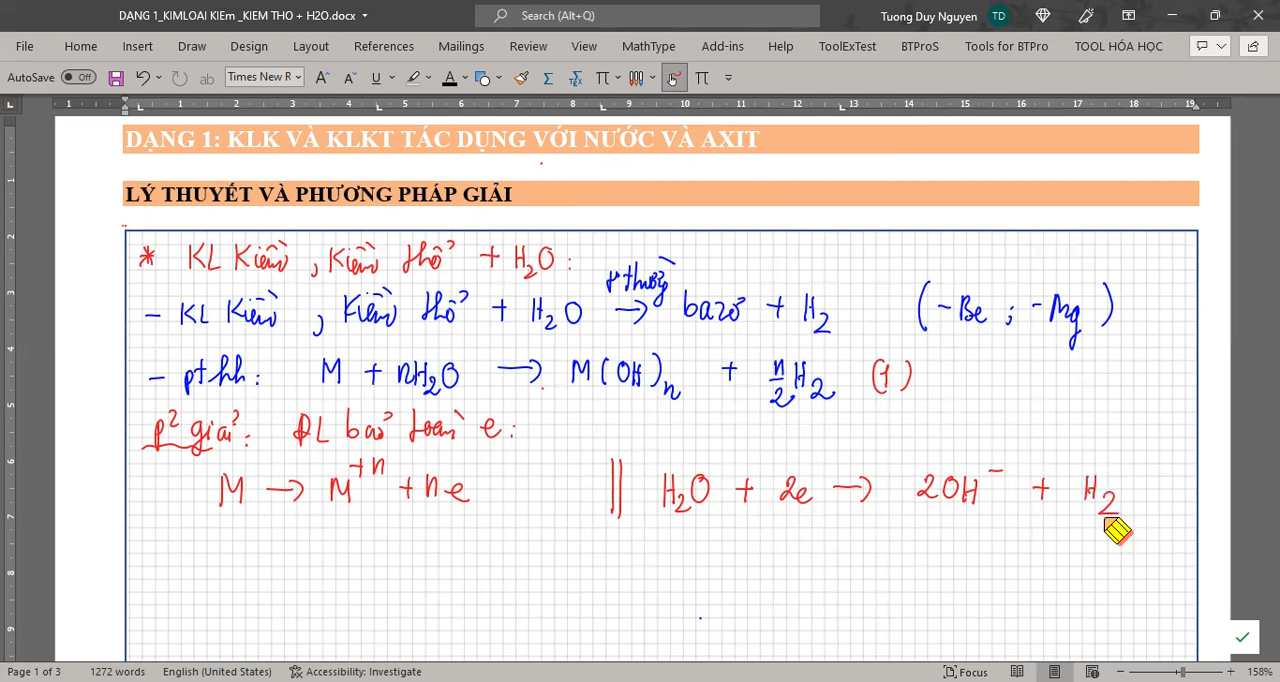 DẠNG 1_KIMLOAI KIEm _KIEM THO + H2O.docx
Search (Alt+Q)
Tuong Duy Nguyen TD
File Home Insert Draw Design Layout References Mailings Review View MathType Add-ins Help ToolExTest BTProS Tools for BTPro TOOL HÓA HỌC
AutoSave Off Times New R
DẠNG 1: KLK VÀ KLKT TÁC DỤNG VỚI NƯỚC VÀ AXIT
LÝ THUYẾT VÀ PHƯƠNG PHÁP GIẢI
* KL Kiềm, Kiềm thổ + H₂O:
- KL Kiềm, Kiềm thổ + H₂O → bazơ + H₂ (-Be ; -Mg)
- pthh: M + nH₂O → M(OH)ₙ + n/2 H₂ (1)
p² giải: ĐL bảo toàn e:
M → M⁺ⁿ + ne || H₂O + 2e → 2OH⁻ + H₂
Page 1 of 3 1272 words English (United States) Accessibility: Investigate Focus 158%